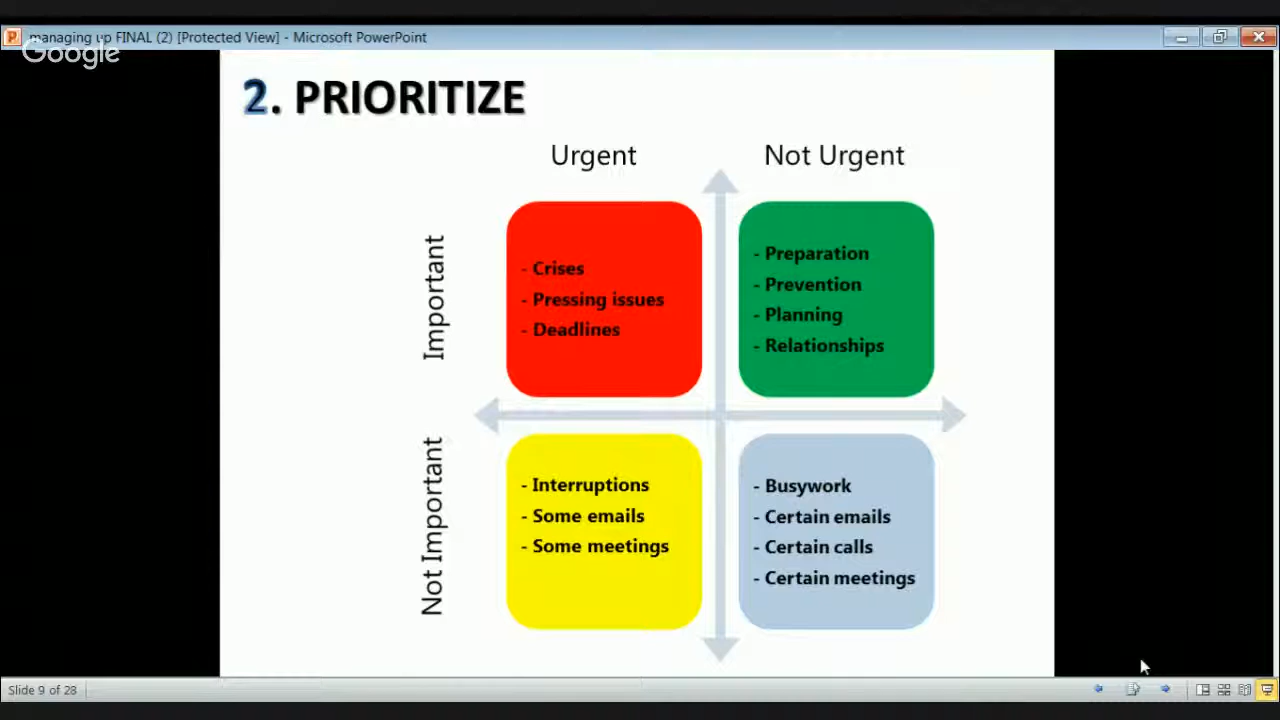 managing up FINAL (2) [Protected View] - Microsoft PowerPoint
Google
2. PRIORITIZE
Urgent
Not Urgent
Important
- Crises
- Pressing issues
- Deadlines
- Preparation
- Prevention
- Planning
- Relationships
Not Important
- Interruptions
- Some emails
- Some meetings
- Busywork
- Certain emails
- Certain calls
- Certain meetings
Slide 9 of 28